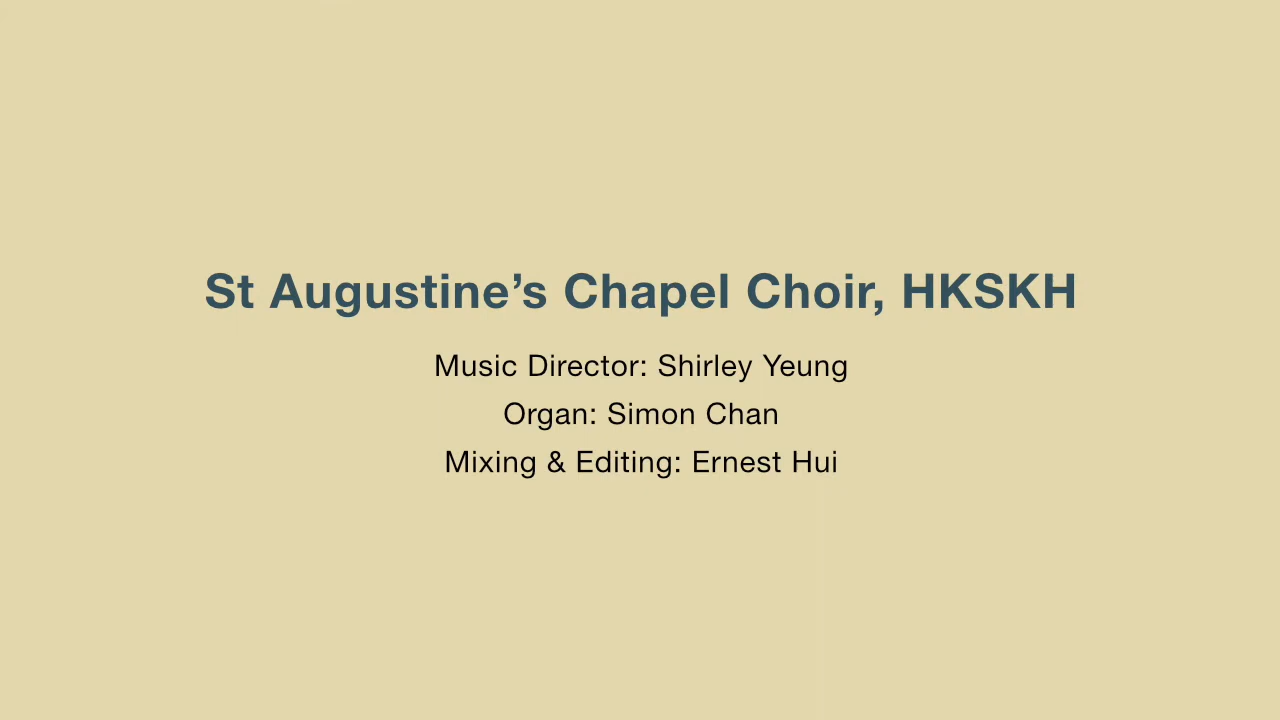 St Augustine’s Chapel Choir, HKSKH
Music Director: Shirley Yeung
Organ: Simon Chan
Mixing & Editing: Ernest Hui